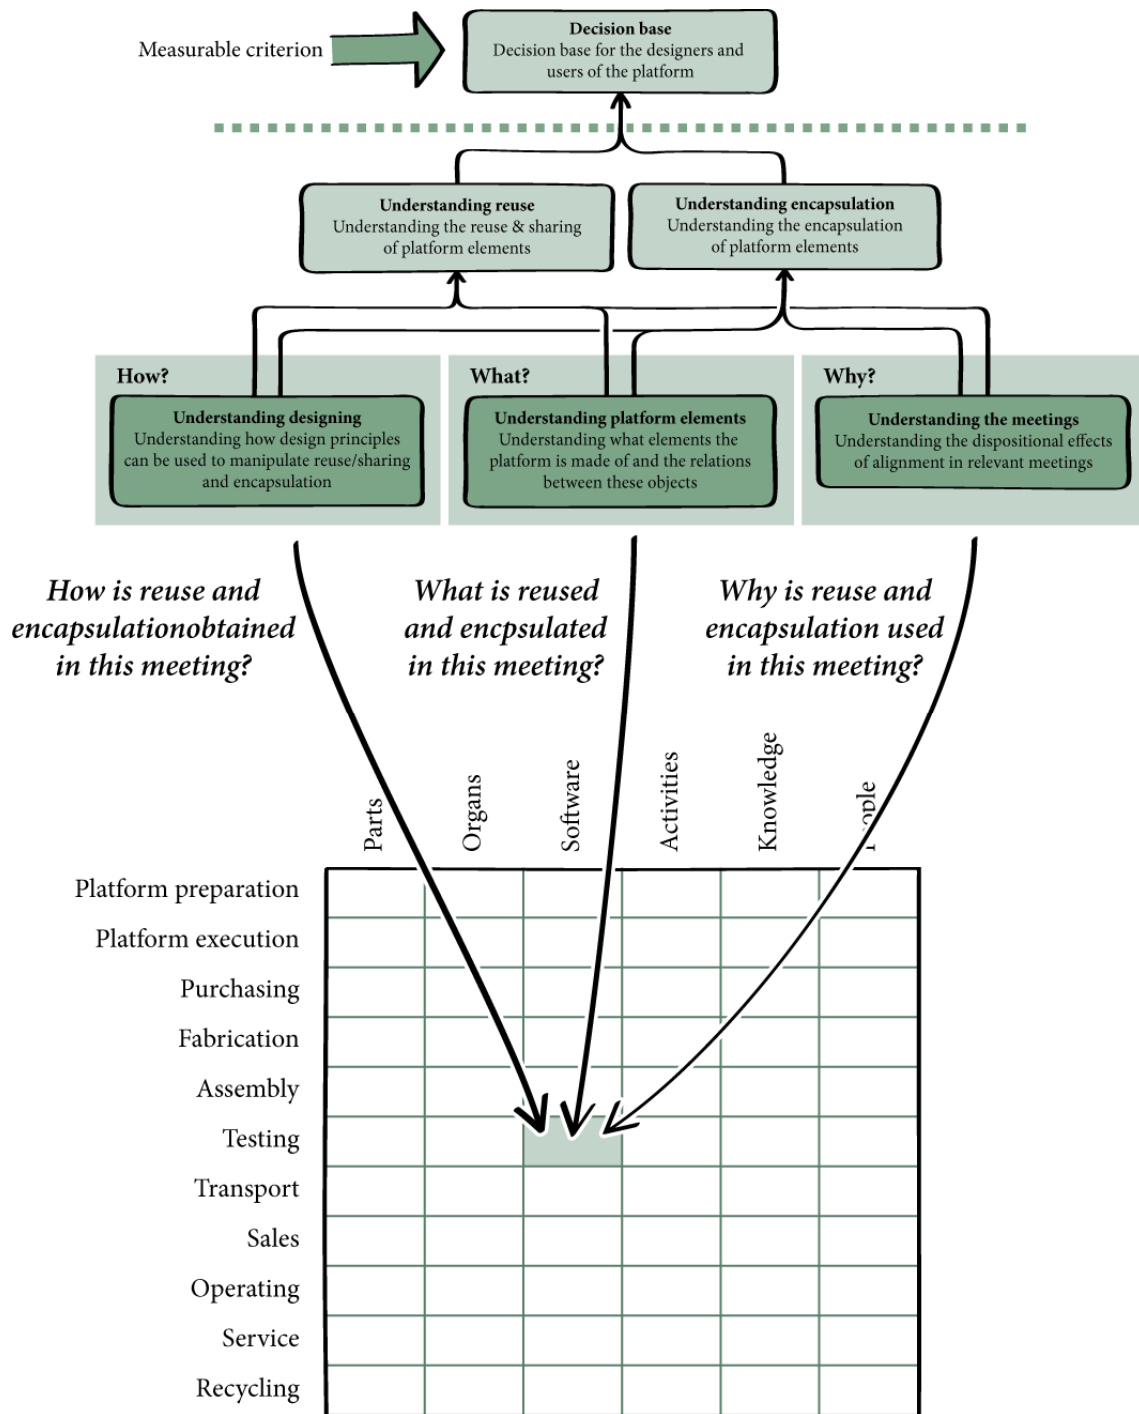 Decision base
Decision base for the designers and
users of the platform
Measurable criterion
Understanding reuse
Understanding the reuse & sharing
of platform elements
Understanding encapsulation
Understanding the encapsulation
of platform elements
How?
Understanding designing
Understanding how design principles
can be used to manipulate reuse/sharing
and encapsulation
What?
Understanding platform elements
Understanding what elements the
platform is made of and the relations
between these objects
Why?
Understanding the meetings
Understanding the dispositional effects
of alignment in relevant meetings
How is reuse and
encapsulationobtained
in this meeting?
What is reused
and encpsulated
in this meeting?
Why is reuse and
encapsulation used
in this meeting?
Parts
Organs
Software
Activities
Knowledge
Platform preparation
Platform execution
Purchasing
Fabrication
Assembly
Testing
Transport
Sales
Operating
Service
Recycling